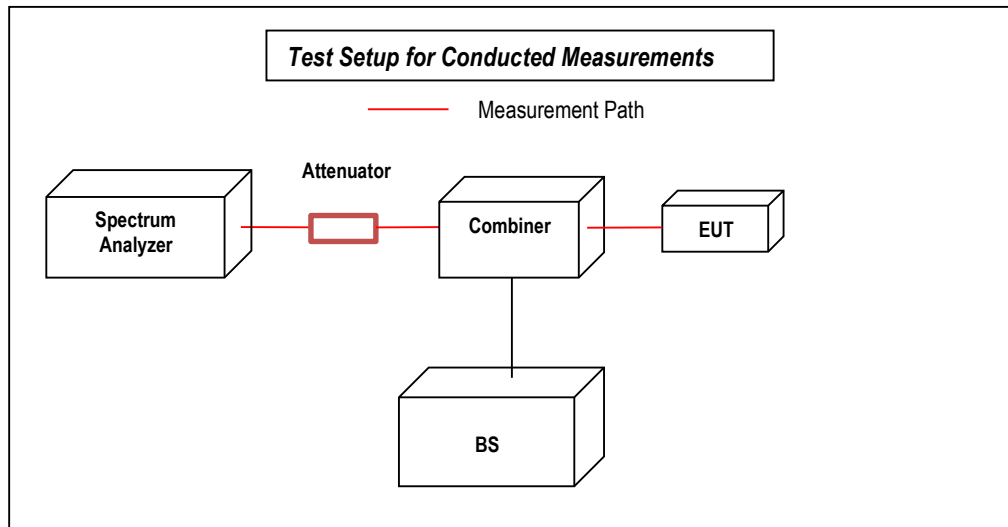 Test Setup for Conducted Measurements
Measurement Path
Attenuator
Spectrum
Analyzer
Combiner
EUT
BS